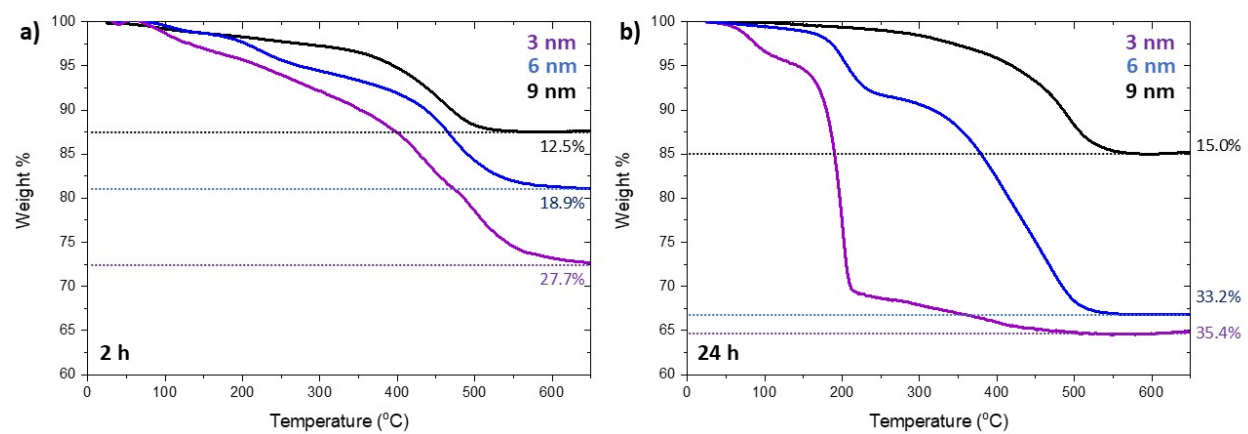 a)
3 nm
6 nm
9 nm
12.5%
18.9%
27.7%
2 h
100
95
90
85
80
75
70
65
60
Weight %
0
100
200
300
400
500
600
Temperature (°C)
b)
3 nm
6 nm
9 nm
15.0%
33.2%
35.4%
24 h
100
95
90
85
80
75
70
65
60
Weight %
0
100
200
300
400
500
600
Temperature (°C)